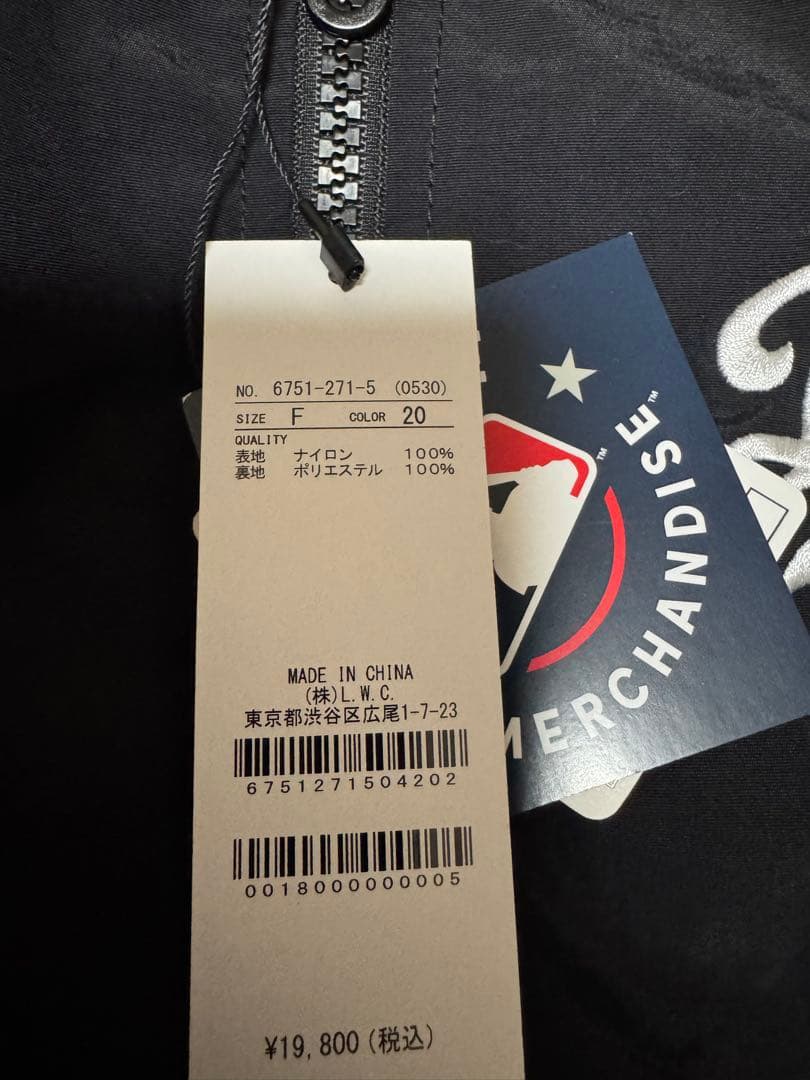 NO. 6751-271-5 (0530)
SIZE F COLOR 20
QUALITY
表地 ナイロン 100%
裏地 ポリエステル 100%
MADE IN CHINA
(株)L.W.C.
東京都渋谷区広尾1-7-23
6751271504202
0018000000005
¥19,800(税込)
MERCHANDISE™
™